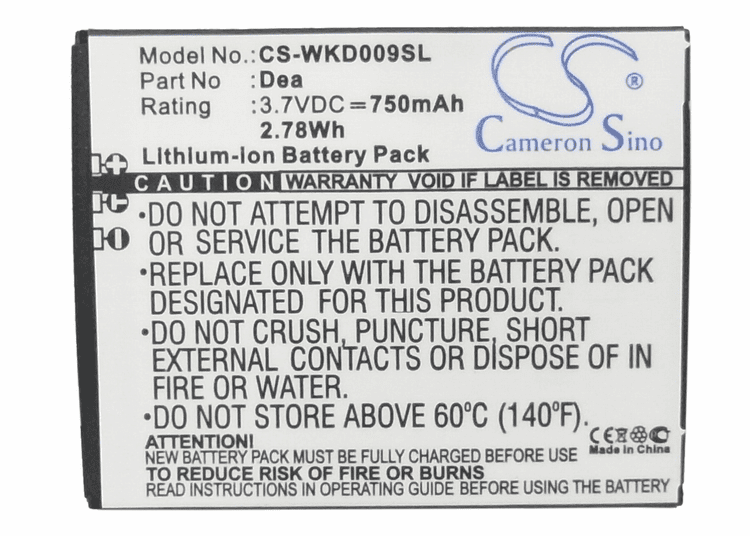 Model No.: CS-WKD009SL
Part No : Dea
Rating : 3.7VDC=750mAh
2.78Wh
Lithium-Ion Battery Pack
CS ®
Cameron Sino
CAUTION WARRANTY VOID IF LABEL IS REMOVED
•DO NOT ATTEMPT TO DISASSEMBLE, OPEN
OR SERVICE THE BATTERY PACK.
•REPLACE ONLY WITH THE BATTERY PACK
DESIGNATED FOR THIS PRODUCT.
•DO NOT CRUSH, PUNCTURE, SHORT
EXTERNAL CONTACTS OR DISPOSE OF IN
FIRE OR WATER.
•DO NOT STORE ABOVE 60°C (140°F).
ATTENTION!
NEW BATTERY PACK MUST BE FULLY CHARGED BEFORE USE
TO REDUCE RISK OF FIRE OR BURNS
READ INSTRUCTIONS IN OPERATING GUIDE BEFORE USING THE BATTERY
CE
Made in China